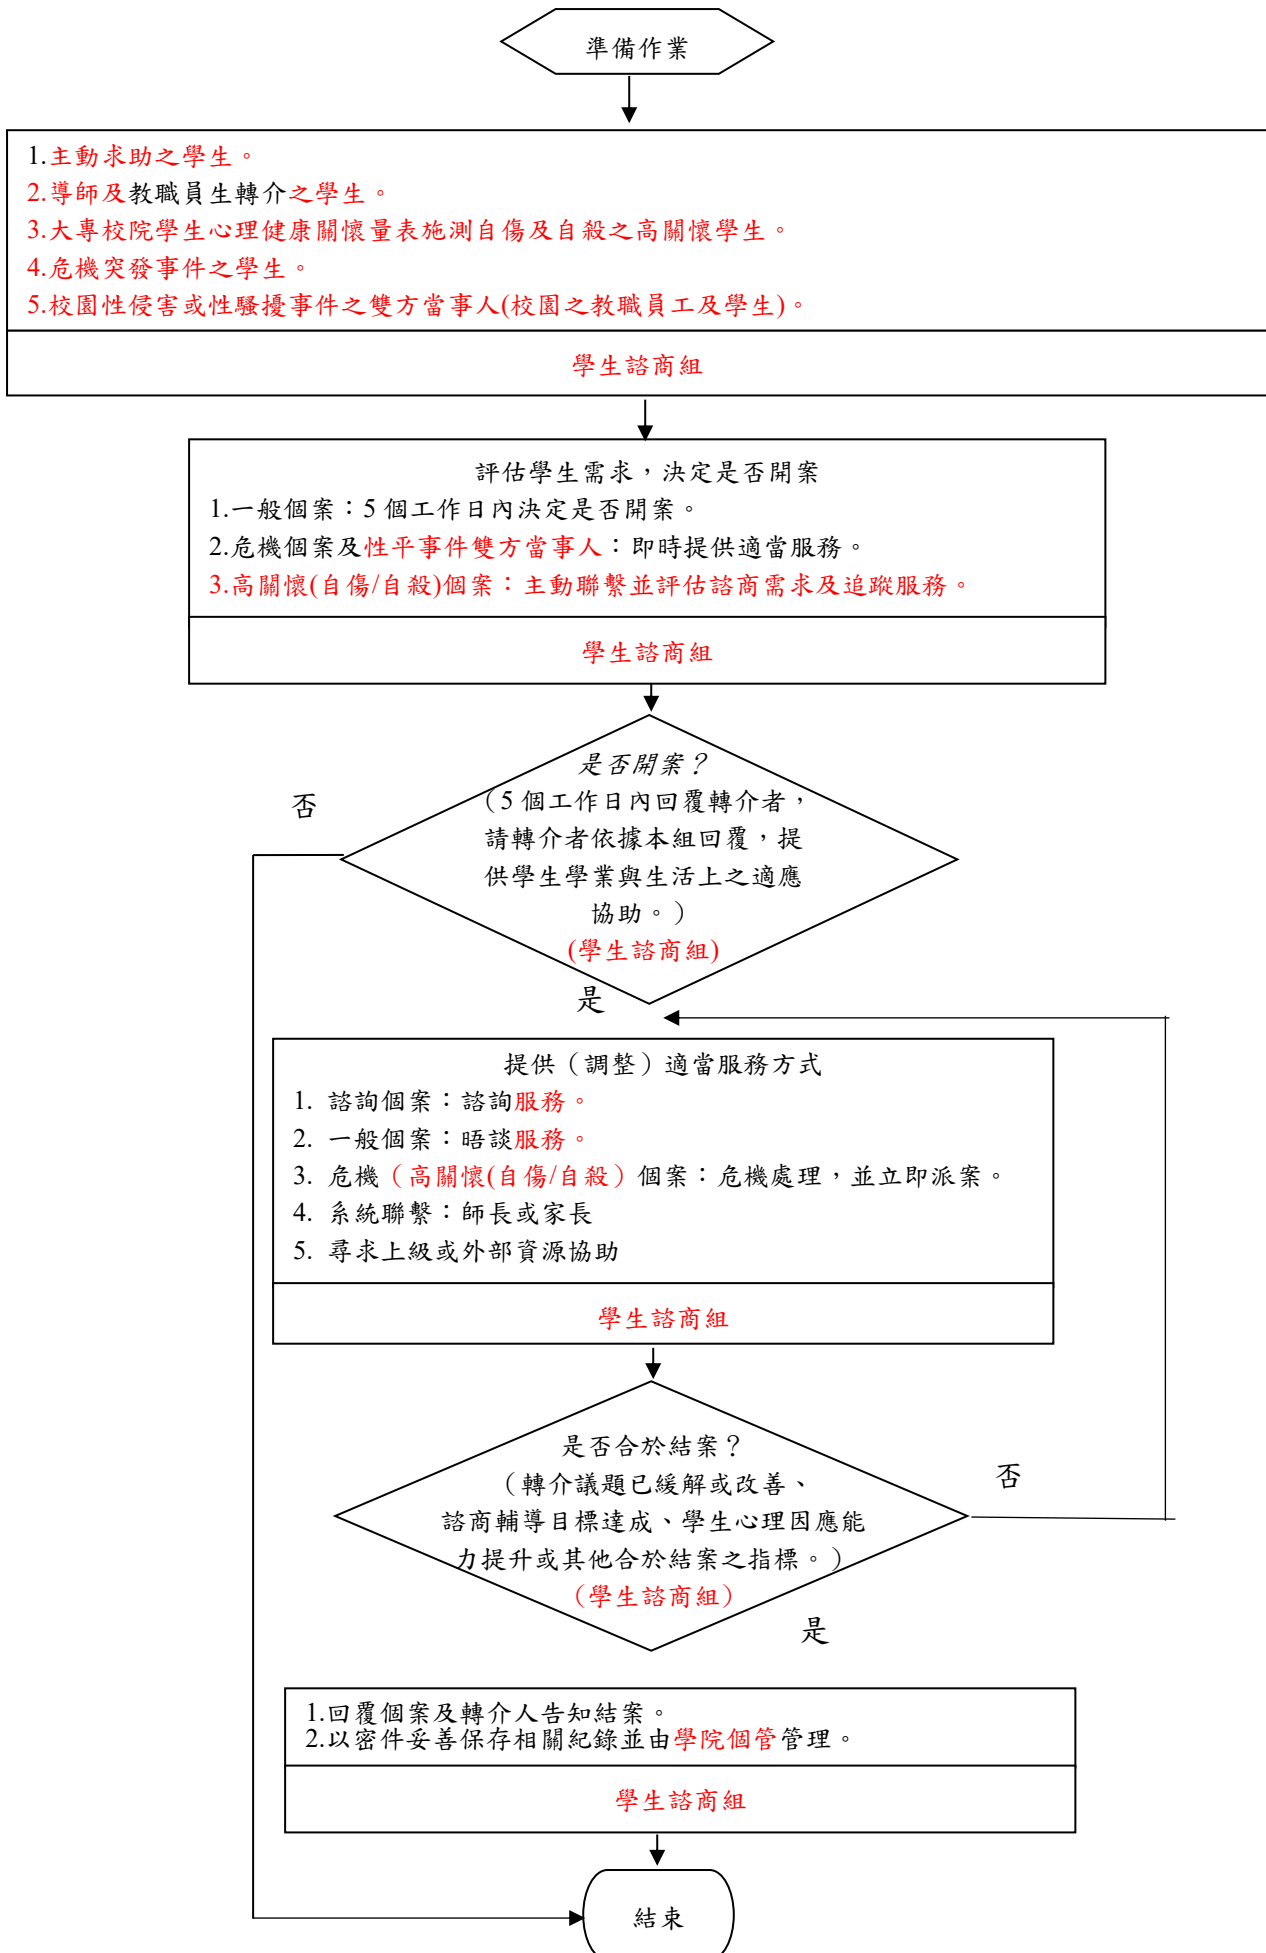 準備作業
1.主動求助之學生。
2.導師及教職員生轉介之學生。
3.大專校院學生心理健康關懷量表施測自傷及自殺之高關懷學生。
4.危機突發事件之學生。
5.校園性侵害或性騷擾事件之雙方當事人(校園之教職員工及學生)。
學生諮商組
評估學生需求，決定是否開案
1.一般個案：5 個工作日內決定是否開案。
2.危機個案及性平事件雙方當事人：即時提供適當服務。
3.高關懷(自傷/自殺)個案：主動聯繫並評估諮商需求及追蹤服務。
學生諮商組
是否開案？
（5 個工作日內回覆轉介者，
請轉介者依據本組回覆，提
供學生學業與生活上之適應
協助。）
(學生諮商組)
否
是
提供（調整）適當服務方式
1. 諮詢個案：諮詢服務。
2. 一般個案：晤談服務。
3. 危機（高關懷(自傷/自殺）個案：危機處理，並立即派案。
4. 系統聯繫：師長或家長
5. 尋求上級或外部資源協助
學生諮商組
是否合於結案？
（轉介議題已緩解或改善、
諮商輔導目標達成、學生心理因應能
力提升或其他合於結案之指標。）
（學生諮商組）
否
是
1.回覆個案及轉介人告知結案。
2.以密件妥善保存相關紀錄並由學院個管管理。
學生諮商組
結束